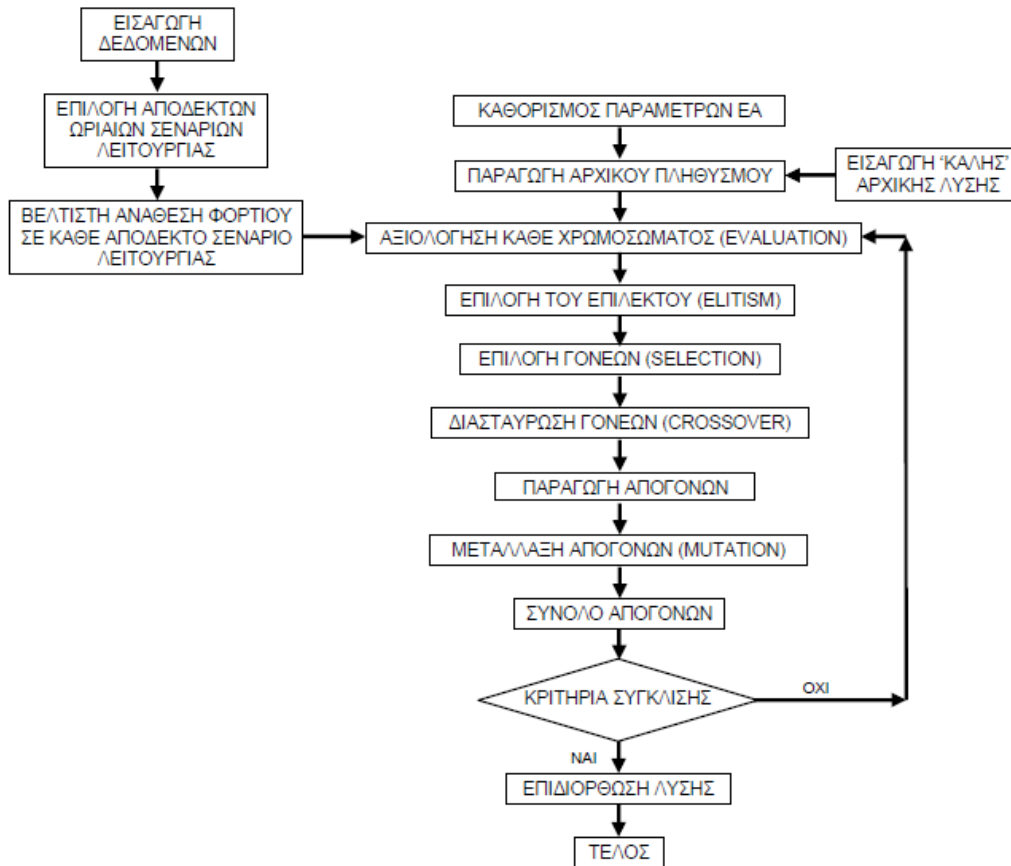 ΕΙΣΑΓΩΓΗ
ΔΕΔΟΜΕΝΩΝ
ΕΠΙΛΟΓΗ ΑΠΟΔΕΚΤΩΝ
ΩΡΙΑΙΩΝ ΣΕΝΑΡΙΩΝ
ΛΕΙΤΟΥΡΓΙΑΣ
ΒΕΛΤΙΣΤΗ ΑΝΑΘΕΣΗ ΦΟΡΤΙΟΥ
ΣΕ ΚΑΘΕ ΑΠΟΔΕΚΤΟ ΣΕΝΑΡΙΟ
ΛΕΙΤΟΥΡΓΙΑΣ
ΚΑΘΟΡΙΣΜΟΣ ΠΑΡΑΜΕΤΡΩΝ ΕΑ
ΠΑΡΑΓΩΓΗ ΑΡΧΙΚΟΥ ΠΛΗΘΥΣΜΟΥ
ΕΙΣΑΓΩΓΗ ‘ΚΑΛΗΣ’
ΑΡΧΙΚΗΣ ΛΥΣΗΣ
ΑΞΙΟΛΟΓΗΣΗ ΚΑΘΕ ΧΡΩΜΟΣΩΜΑΤΟΣ (EVALUATION)
ΕΠΙΛΟΓΗ ΤΟΥ ΕΠΙΛΕΚΤΟΥ (ELITISM)
ΕΠΙΛΟΓΗ ΓΟΝΕΩΝ (SELECTION)
ΔΙΑΣΤΑΥΡΩΣΗ ΓΟΝΕΩΝ (CROSSOVER)
ΠΑΡΑΓΩΓΗ ΑΠΟΓΟΝΩΝ
ΜΕΤΑΛΛΑΞΗ ΑΠΟΓΟΝΩΝ (MUTATION)
ΣΥΝΟΛΟ ΑΠΟΓΟΝΩΝ
ΚΡΙΤΗΡΙΑ ΣΥΓΚΛΙΣΗΣ
ΟΧΙ
ΝΑΙ
ΕΠΙΔΙΟΡΘΩΣΗ ΛΥΣΗΣ
ΤΕΛΟΣ